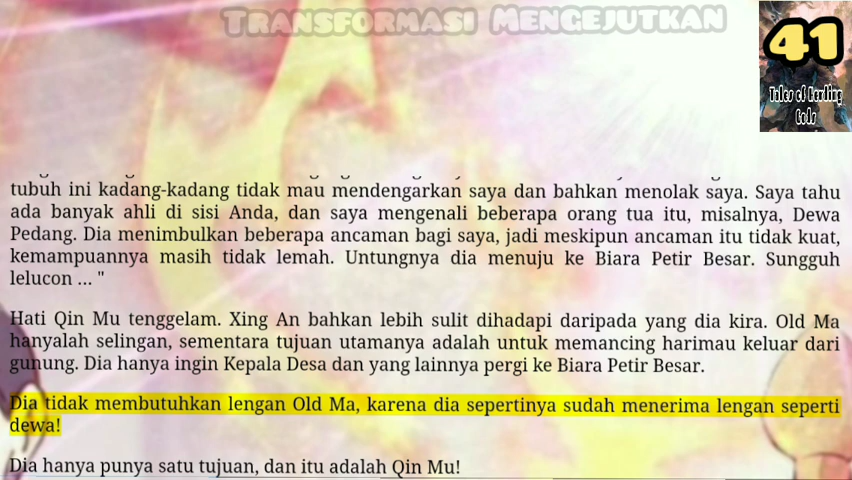 Transformasi Mengejutkan
41
Tales of Herding
Gods
tubuh ini kadang-kadang tidak mau mendengarkan saya dan bahkan menolak saya. Saya tahu
ada banyak ahli di sisi Anda, dan saya mengenali beberapa orang tua itu, misalnya, Dewa
Pedang. Dia menimbulkan beberapa ancaman bagi saya, jadi meskipun ancaman itu tidak kuat,
kemampuannya masih tidak lemah. Untungnya dia menuju ke Biara Petir Besar. Sungguh
lelucon ... "
Hati Qin Mu tenggelam. Xing An bahkan lebih sulit dihadapi daripada yang dia kira. Old Ma
hanyalah selingan, sementara tujuan utamanya adalah untuk memancing harimau keluar dari
gunung. Dia hanya ingin Kepala Desa dan yang lainnya pergi ke Biara Petir Besar.
Dia tidak membutuhkan lengan Old Ma, karena dia sepertinya sudah menerima lengan seperti
dewa!
Dia hanya punya satu tujuan, dan itu adalah Qin Mu!